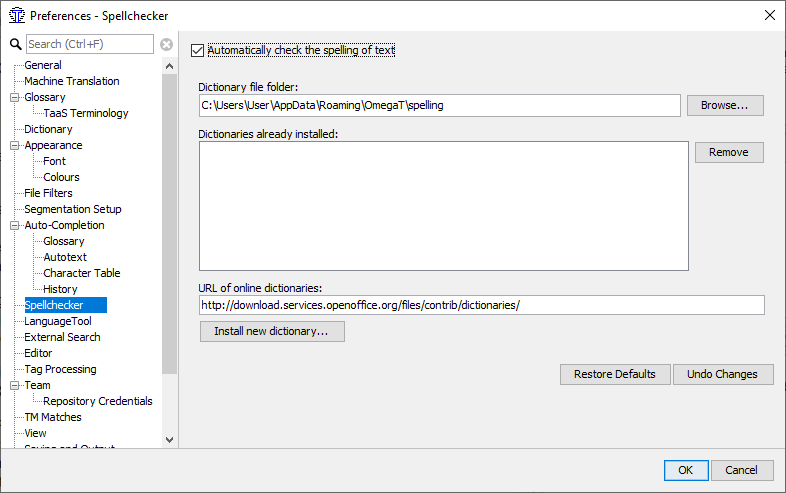 Preferences - Spellchecker
Search (Ctrl+F)
General
Machine Translation
Glossary
TaaS Terminology
Dictionary
Appearance
Font
Colours
File Filters
Segmentation Setup
Auto-Completion
Glossary
Autotext
Character Table
History
Spellchecker
LanguageTool
External Search
Editor
Tag Processing
Team
Repository Credentials
TM Matches
View
Saving and Output
Automatically check the spelling of text
Dictionary file folder:
C:\Users\User\AppData\Roaming\OmegaT\spelling
Browse...
Dictionaries already installed:
Remove
URL of online dictionaries:
http://download.services.openoffice.org/files/contrib/dictionaries/
Install new dictionary...
Restore Defaults
Undo Changes
OK
Cancel